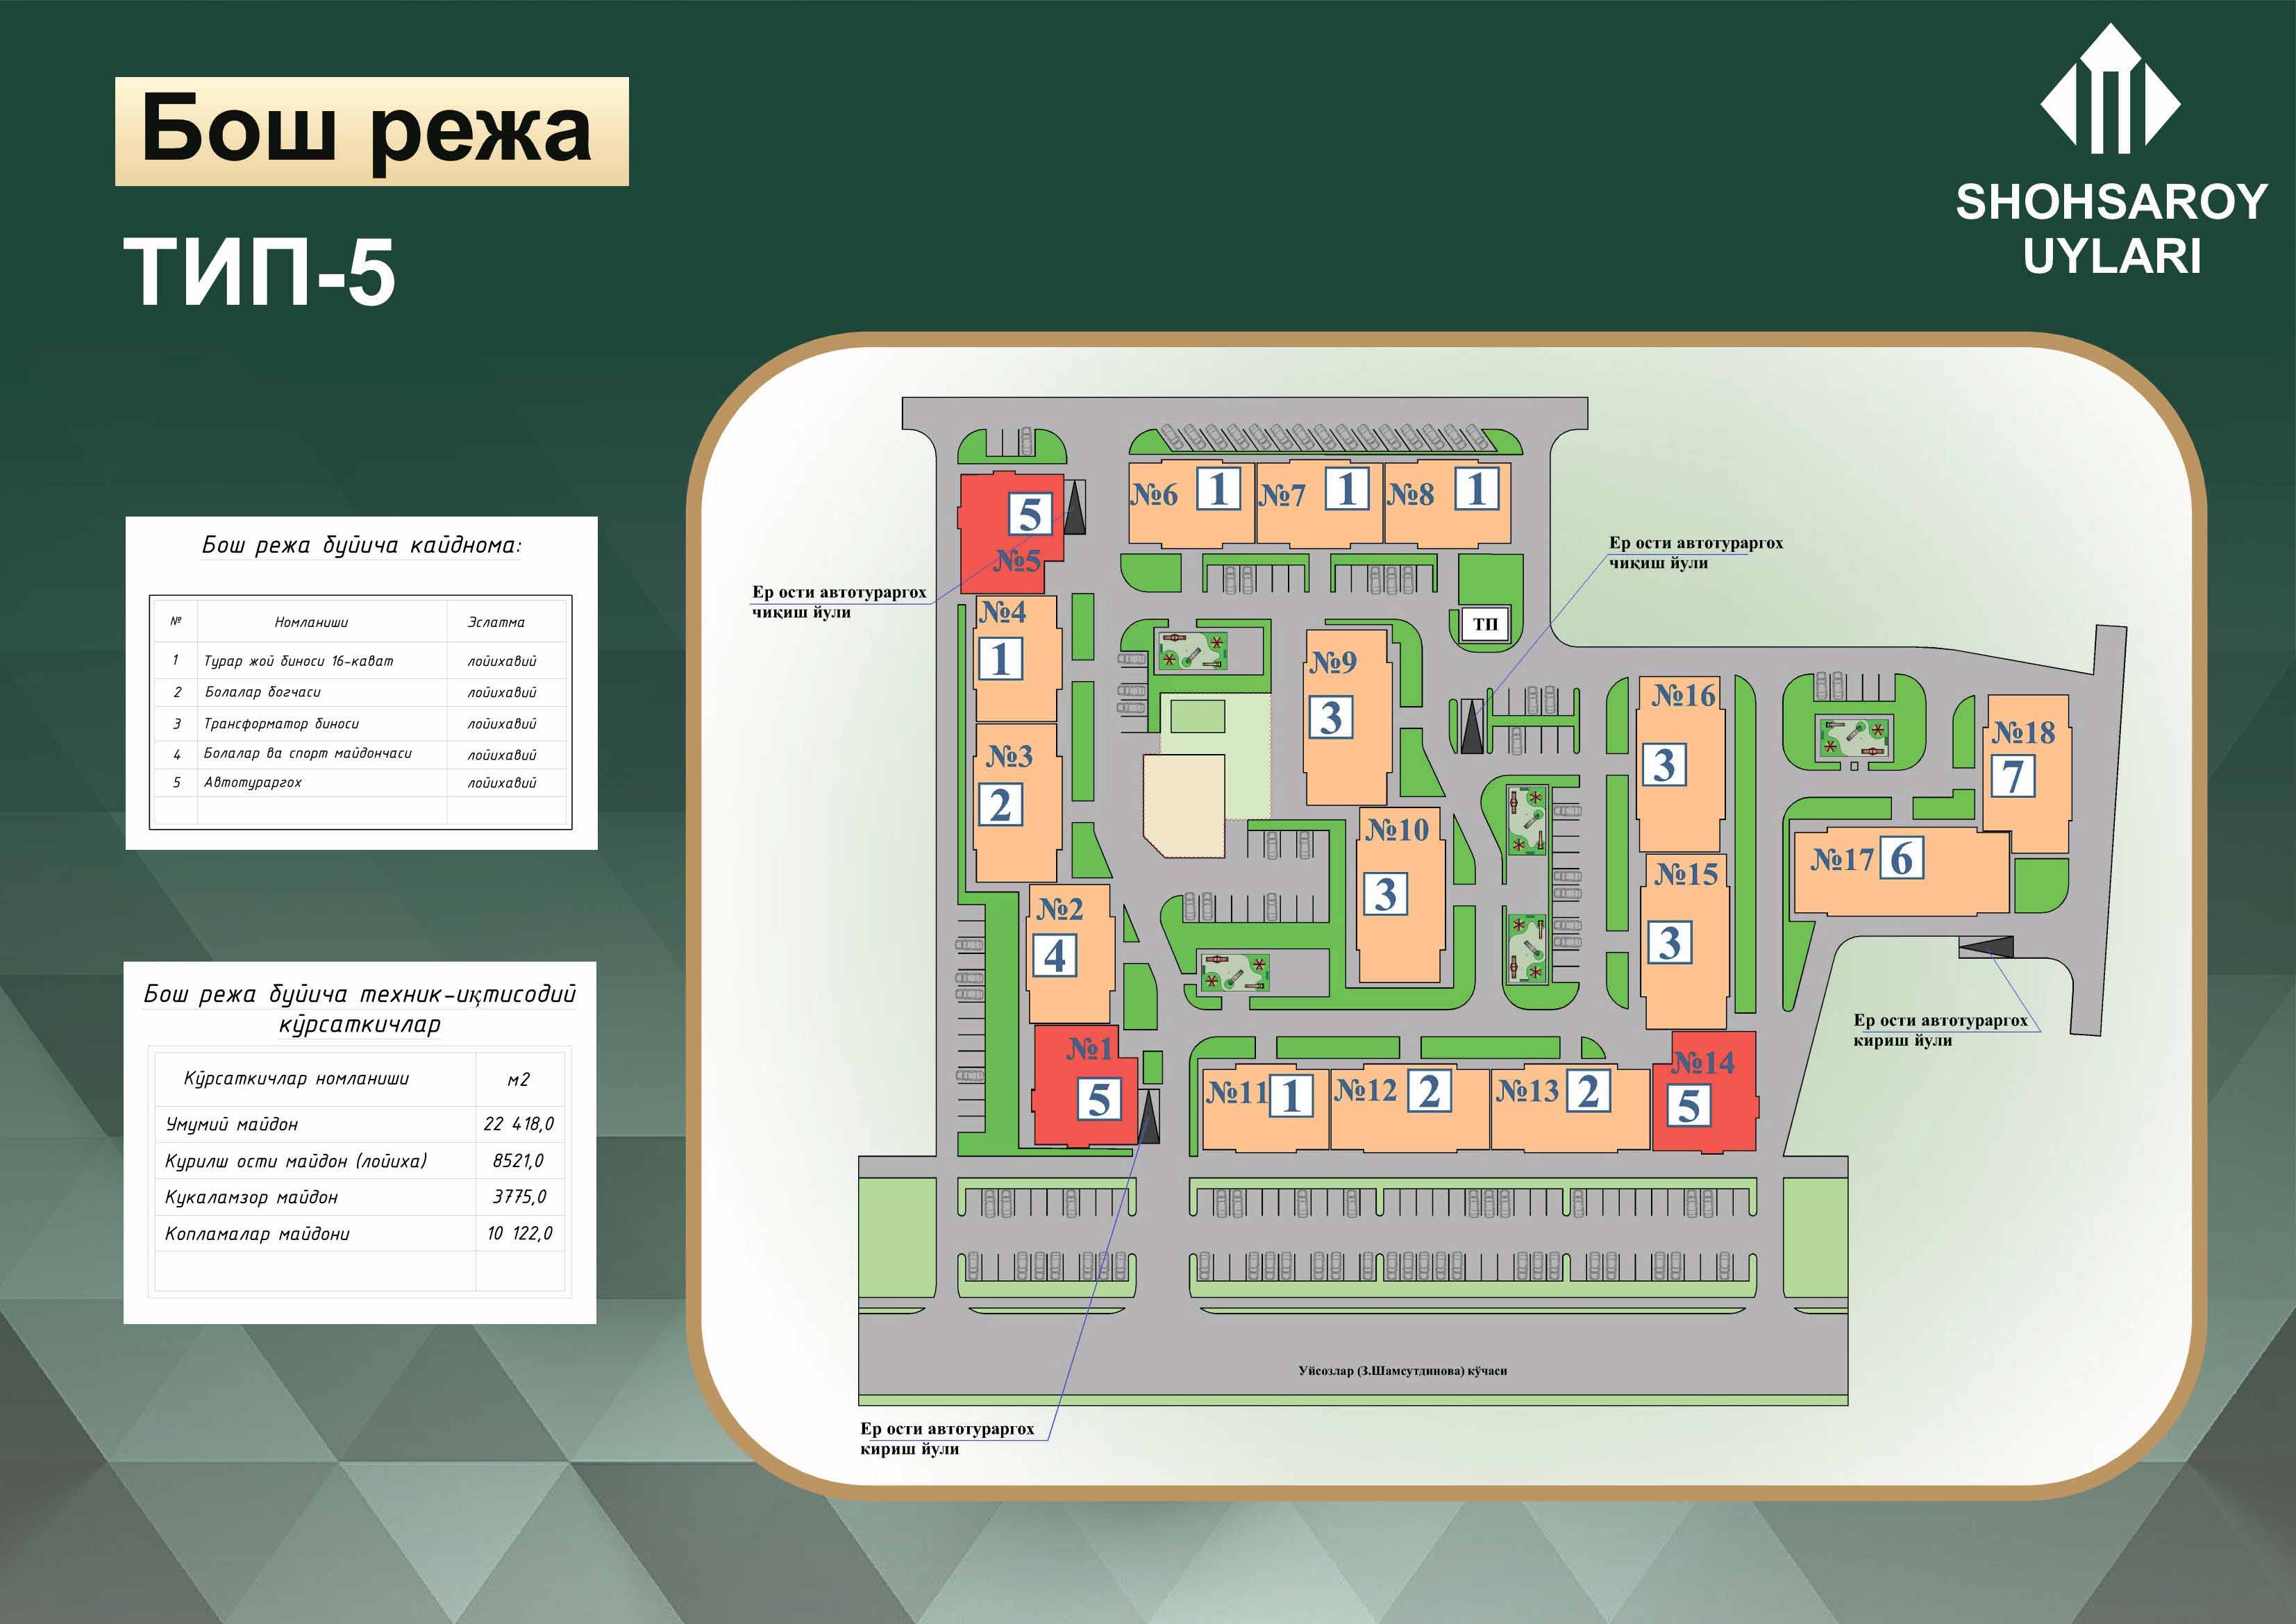 Бош режа
ТИП-5
SHOHSAROY
UYLARI
Бош режа буйича кайднома:
№ Номланиши Эслатма
1 Турар жой биноси 16-кават лойихавий
2 Болалар богчаси лойихавий
3 Трансформатор биноси лойихавий
4 Болалар ва спорт майдончаси лойихавий
5 Автотураргох лойихавий
Бош режа буйича техник-иқтисодий
кўрсаткичлар
Кўрсаткичлар номланиши м2
Умумий майдон 22 418,0
Курилш ости майдон (лойиха) 8521,0
Кукаламзор майдон 3775,0
Копламалар майдони 10 122,0
5
№5
№6 1
№7 1
№8 1
Ер ости автотураргох
чиқиш йули
Ер ости автотураргох
чиқиш йули
№4
1
ТП
№9
3
№16
3
№18
7
№3
2
№10
3
№17 6
№15
3
№2
4
Ер ости автотураргох
кириш йули
№1
5
№11 1
№12 2
№13 2
№14
5
Уйсозлар (З.Шамсутдинова) кўчаси
Ер ости автотураргох
кириш йули